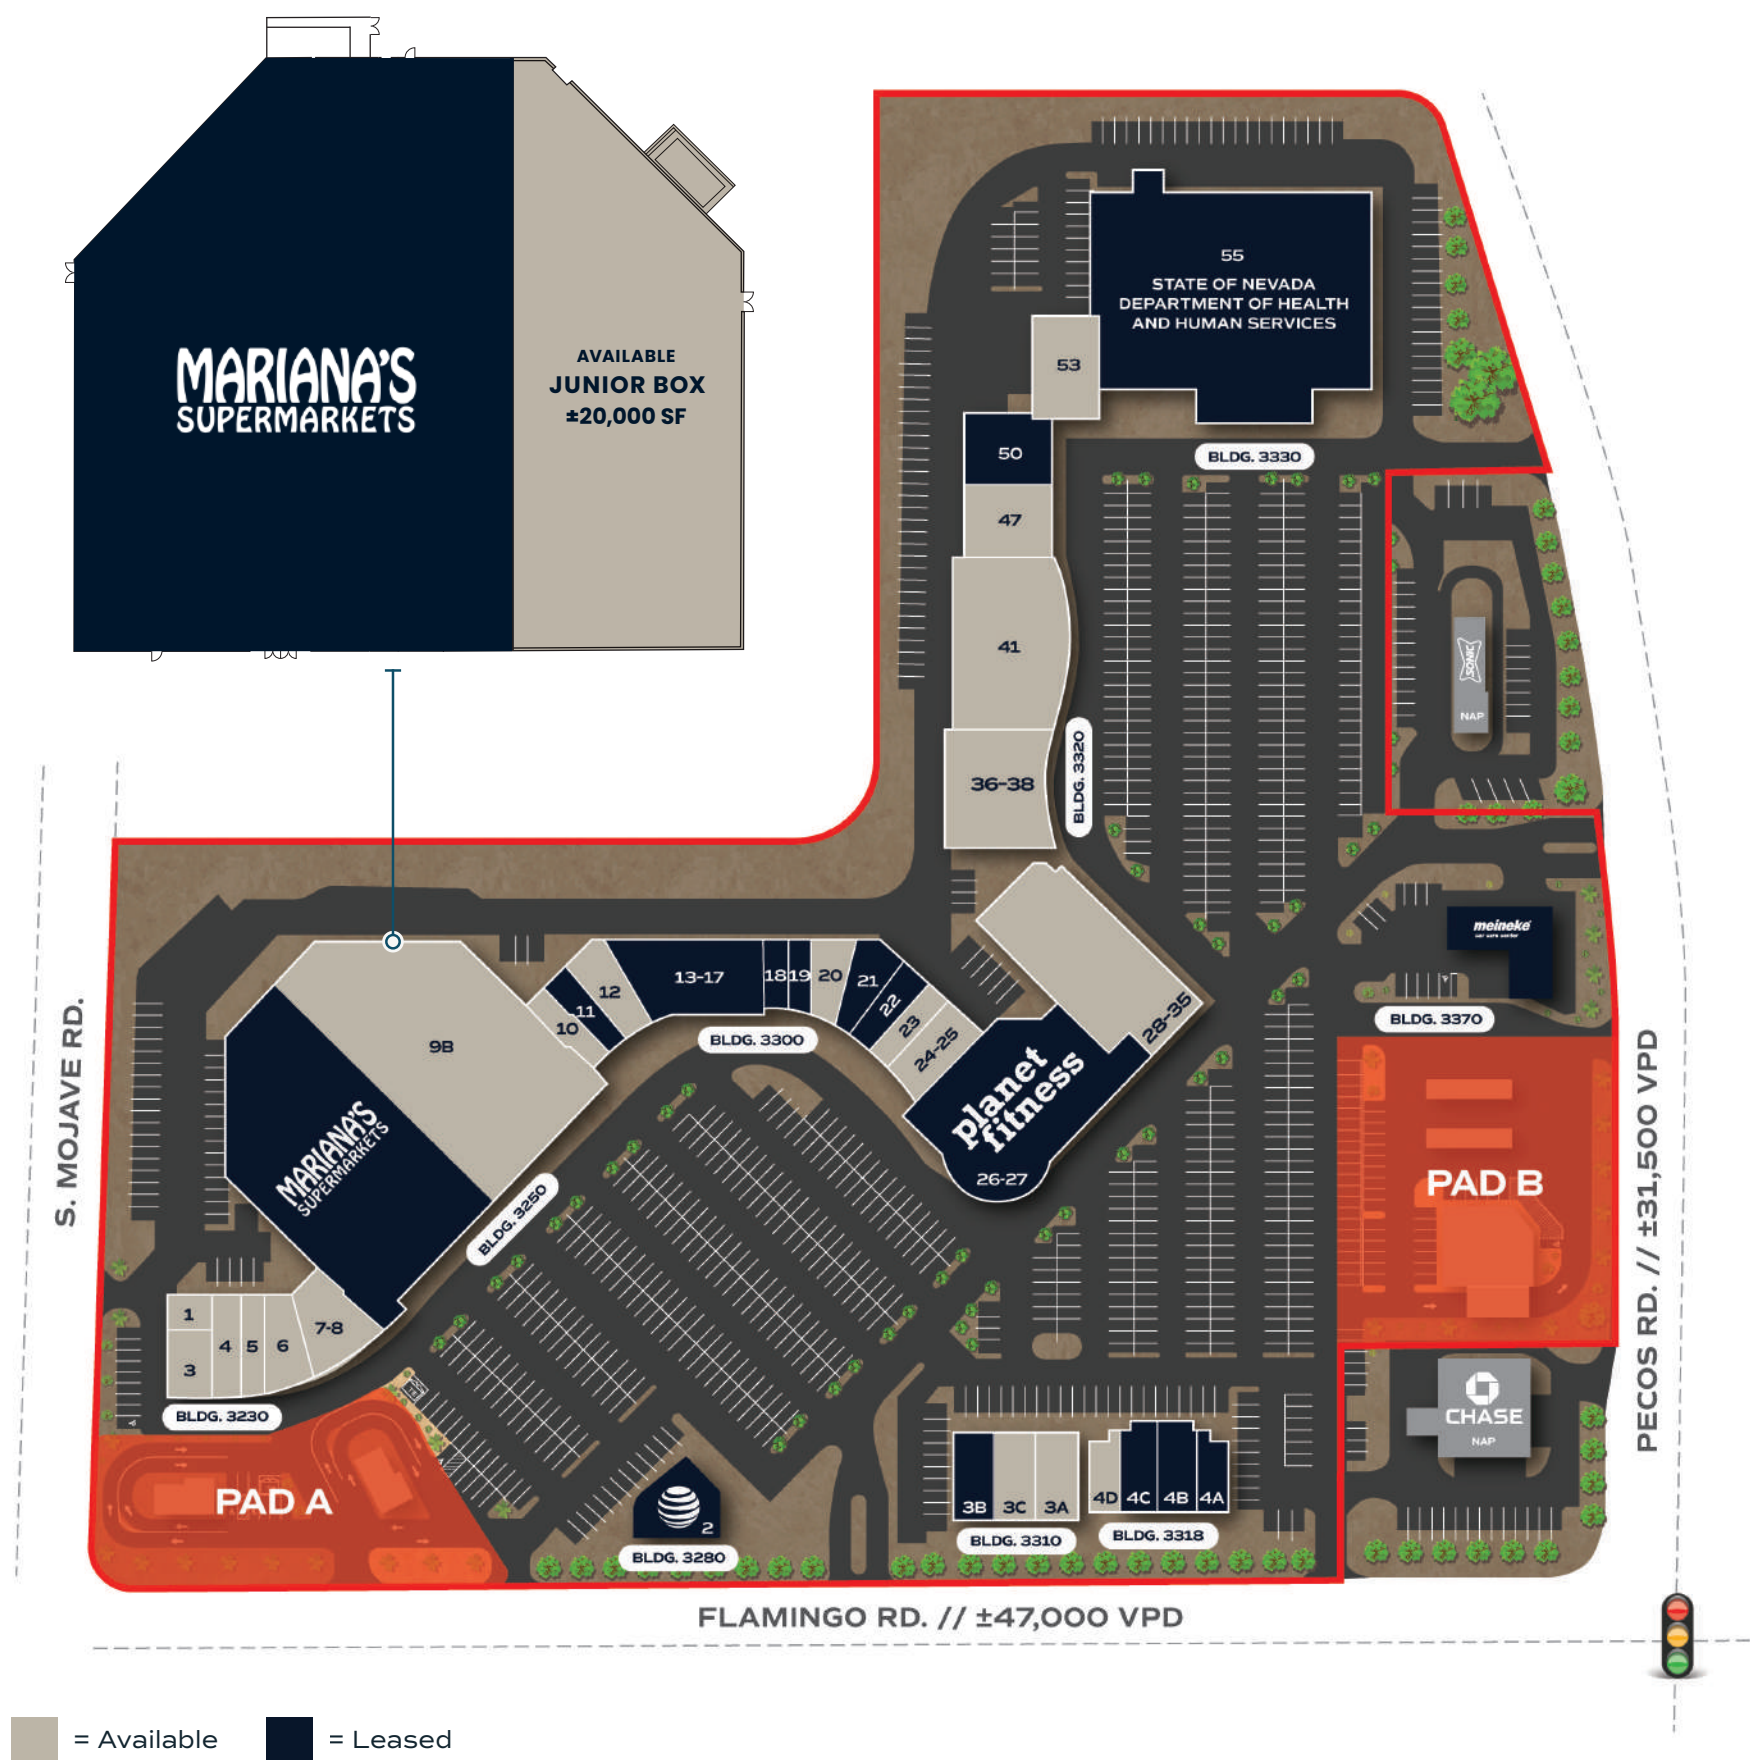 MARIANA'S
SUPERMARKETS
AVAILABLE
JUNIOR BOX
±20,000 SF
55
STATE OF NEVADA
DEPARTMENT OF HEALTH
AND HUMAN SERVICES
53
50
BLDG. 3330
47
41
SONIC
NAP
36-38
BLDG. 3320
meineke
car care center
BLDG. 3370
9B
10
11
12
13-17
18
19
20
21
22
23
24-25
BLDG. 3300
28-35
planet
fitness
26-27
MARIANA'S
SUPERMARKETS
BLDG. 3250
S. MOJAVE RD.
PAD B
PECOS RD. // ±31,500 VPD
1
3
4
5
6
7-8
BLDG. 3230
PAD A
2
BLDG. 3280
3B
3C
3A
BLDG. 3310
4D
4C
4B
4A
BLDG. 3318
CHASE
NAP
FLAMINGO RD. // ±47,000 VPD
= Available
= Leased